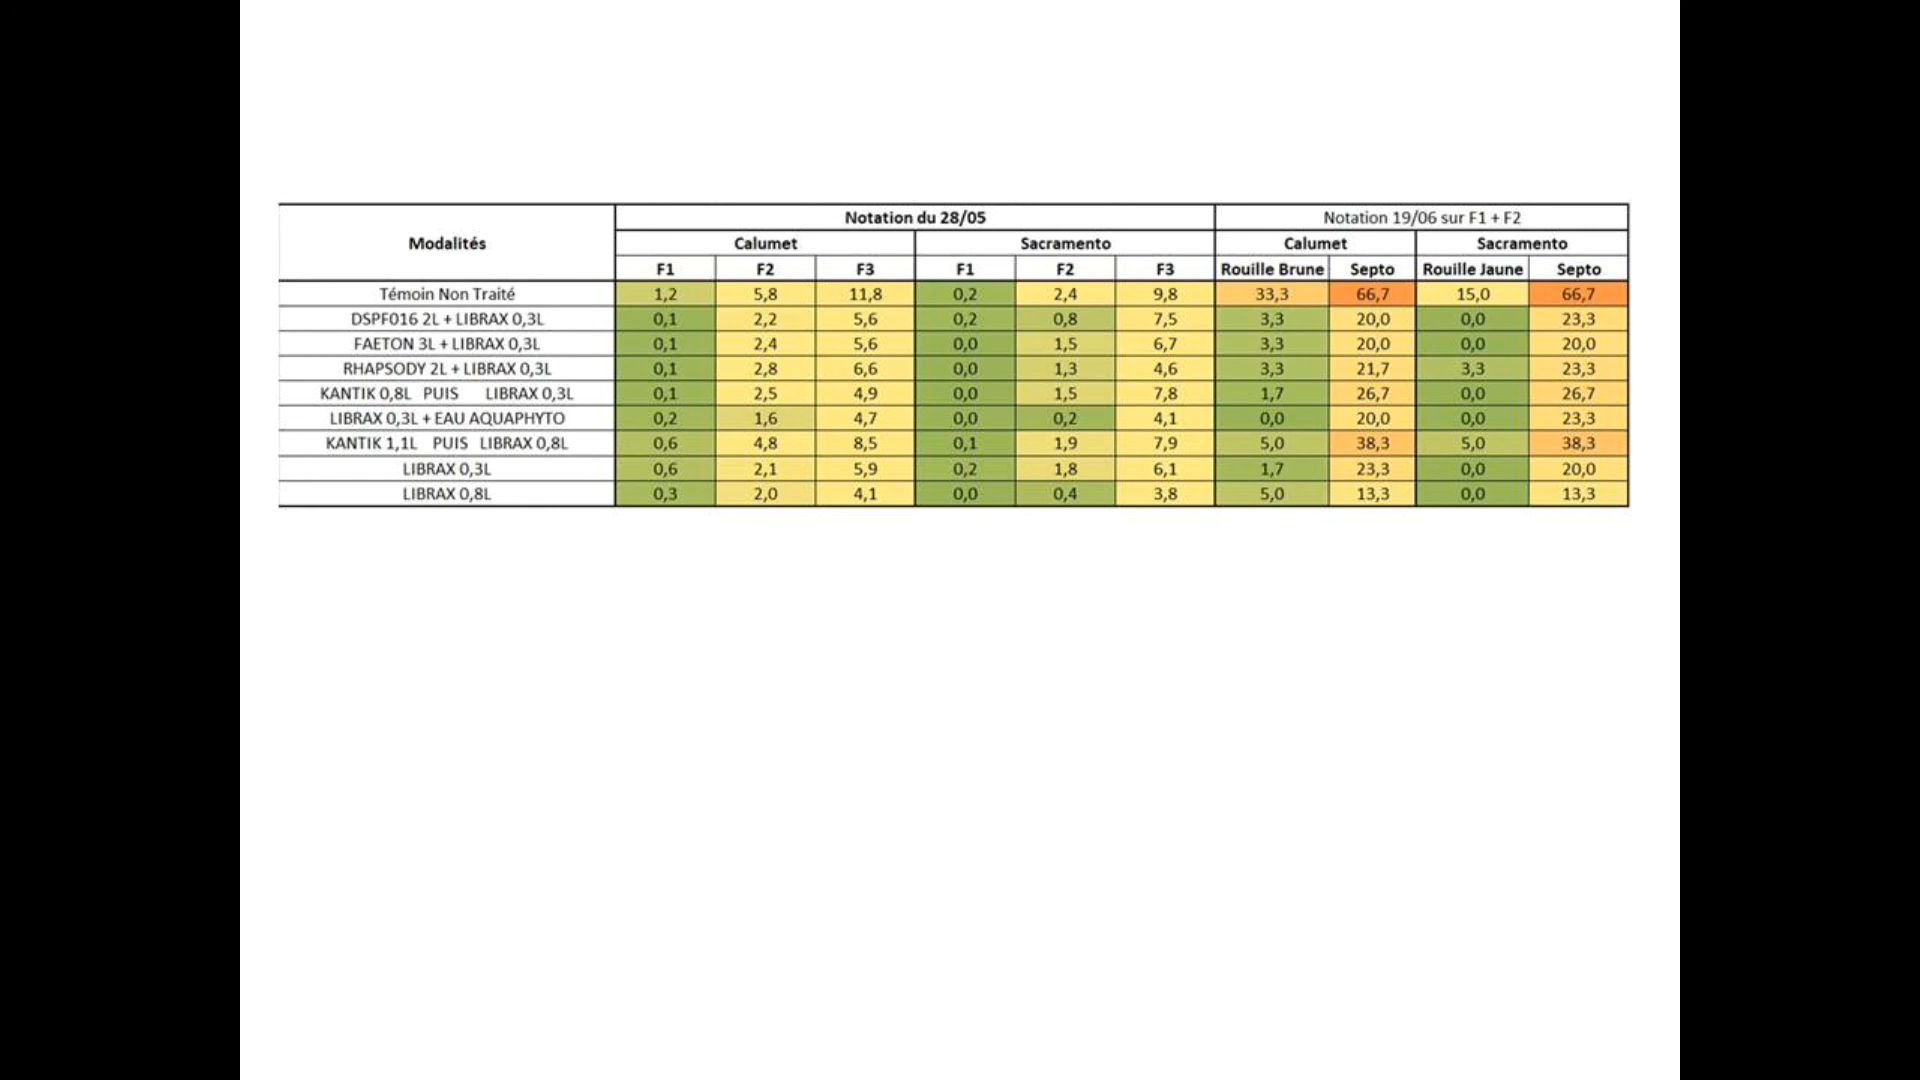 Notation du 28/05 Notation 19/06 sur F1 + F2
Modalités Calumet Sacramento Calumet Sacramento
F1 F2 F3 F1 F2 F3 Rouille Brune Septo Rouille Jaune Septo
Témoin Non Traité 1,2 5,8 11,8 0,2 2,4 9,8 33,3 66,7 15,0 66,7
DSPF016 2L + LIBRAX 0,3L 0,1 2,2 5,6 0,2 0,8 7,5 3,3 20,0 0,0 23,3
FAETON 3L + LIBRAX 0,3L 0,1 2,4 5,6 0,0 1,5 6,7 3,3 20,0 0,0 20,0
RHAPSODY 2L + LIBRAX 0,3L 0,1 2,8 6,6 0,0 1,3 4,6 3,3 21,7 3,3 23,3
KANTIK 0,8L PUIS LIBRAX 0,3L 0,1 2,5 4,9 0,0 1,5 7,8 1,7 26,7 0,0 26,7
LIBRAX 0,3L + EAU AQUAPHYTO 0,2 1,6 4,7 0,0 0,2 4,1 0,0 20,0 0,0 23,3
KANTIK 1,1L PUIS LIBRAX 0,8L 0,6 4,8 8,5 0,1 1,9 7,9 5,0 38,3 5,0 38,3
LIBRAX 0,3L 0,6 2,1 5,9 0,2 1,8 6,1 1,7 23,3 0,0 20,0
LIBRAX 0,8L 0,3 2,0 4,1 0,0 0,4 3,8 5,0 13,3 0,0 13,3